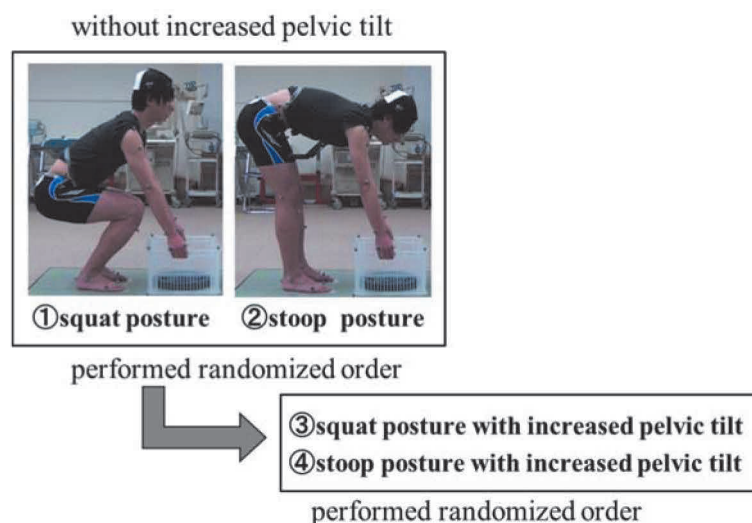 without increased pelvic tilt
①squat posture
②stoop posture
performed randomized order
③squat posture with increased pelvic tilt
④stoop posture with increased pelvic tilt
performed randomized order